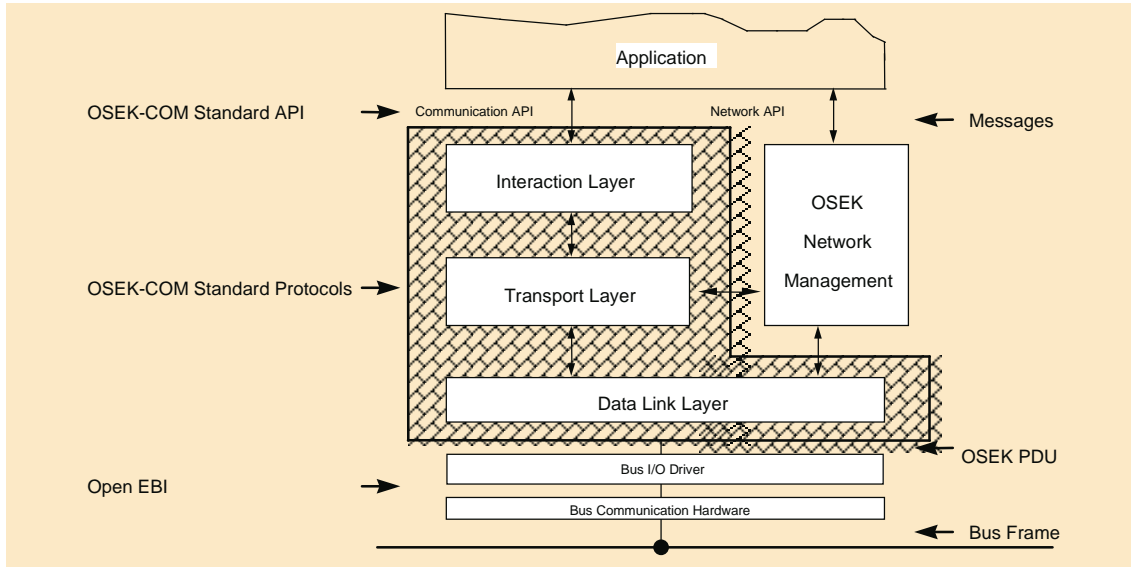 Application
OSEK-COM Standard API
Communication API
Network API
Messages
Interaction Layer
OSEK
Network
Management
OSEK-COM Standard Protocols
Transport Layer
Data Link Layer
OSEK PDU
Bus I/O Driver
Open EBI
Bus Communication Hardware
Bus Frame